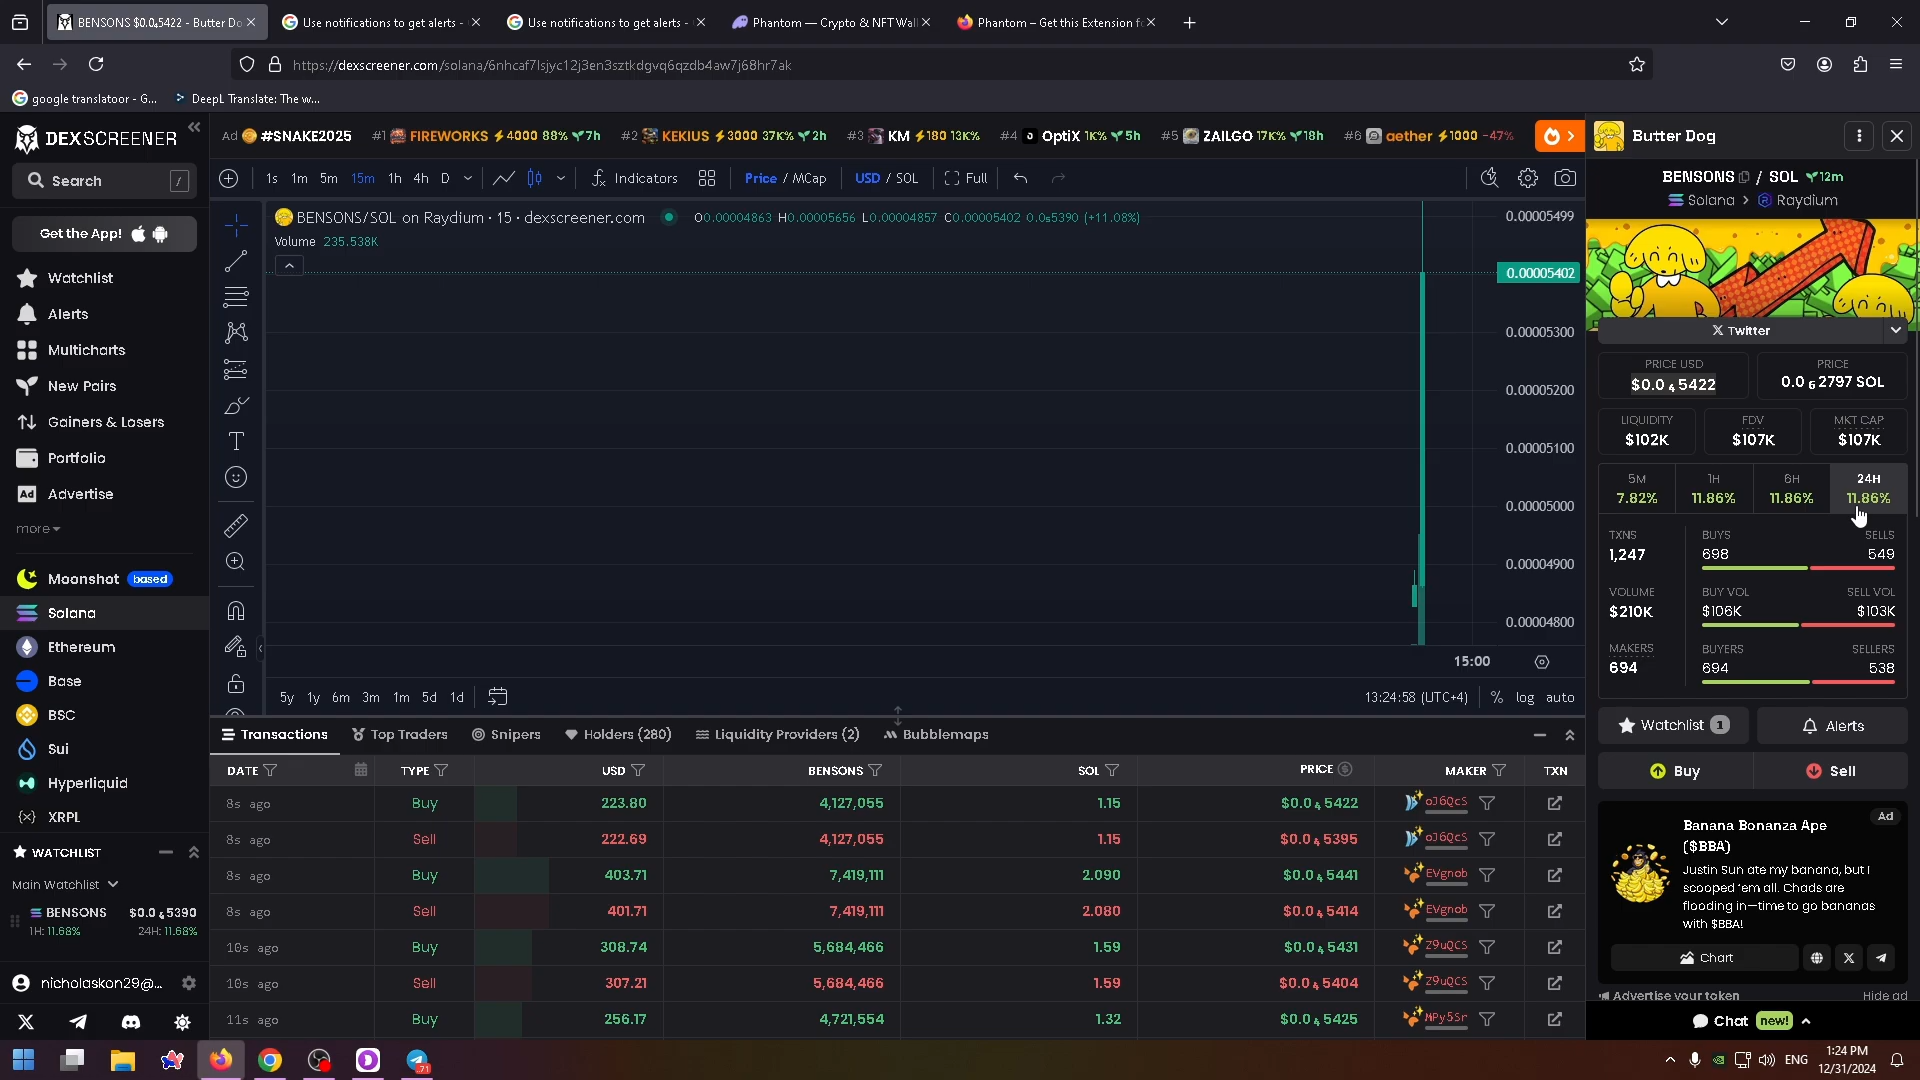 BENSONS $0.0₄5422 - Butter Do
Use notifications to get alerts -
Use notifications to get alerts -
Phantom — Crypto & NFT Wall
Phantom – Get this Extension fo
https://dexscreener.com/solana/6nhcaf7lsjyc12j3en3sztkdgvq6qzdb4aw7j68hr7ak
google translatoor - G...
DeepL Translate: The w...
DEXSCREENER
Ad #SNAKE2025 #1 FIREWORKS 4000 88% 7h #2 KEKIUS 3000 37K% 2h #3 KM 180 13K% #4 OptiX 1K% 5h #5 ZAILGO 17K% 18h #6 aether 1000 -47%
Butter Dog
Search /
1s 1m 5m 15m 1h 4h D Indicators Price / MCap USD / SOL Full
BENSONS / SOL 12m
Solana > Raydium
BENSONS/SOL on Raydium · 15 · dexscreener.com O0.00004863 H0.00005656 L0.00004857 C0.00005402 0.0₅5390 (+11.08%)
Volume 235.538K
Get the App!
Watchlist
Alerts
Multicharts
New Pairs
Gainers & Losers
Portfolio
Ad Advertise
more
Moonshot based
Solana
Ethereum
Base
BSC
Sui
Hyperliquid
XRPL
WATCHLIST
Main Watchlist
BENSONS $0.0₄5390
1H: 11.68% 24H: 11.68%
nicholaskon29@...
0.00005499
0.00005402
0.00005300
0.00005200
0.00005100
0.00005000
0.00004900
0.00004800
15:00
5y 1y 6m 3m 1m 5d 1d
13:24:58 (UTC+4) % log auto
Twitter
PRICE USD
$0.0₄5422
PRICE
0.0₆2797 SOL
LIQUIDITY
$102K
FDV
$107K
MKT CAP
$107K
5M
7.82%
1H
11.86%
6H
11.86%
24H
11.86%
TXNS
1,247
BUYS
698
SELLS
549
VOLUME
$210K
BUY VOL
$106K
SELL VOL
$103K
MAKERS
694
BUYERS
694
SELLERS
538
Watchlist 1
Alerts
Buy
Sell
Ad
Banana Bonanza Ape
($BBA)
Justin Sun ate my banana, but I
scooped 'em all. Chads are
flooding in—time to go bananas
with $BBA!
Chart
Advertise your token
Hide ad
Chat new!
Transactions Top Traders Snipers Holders (280) Liquidity Providers (2) Bubblemaps
DATE TYPE USD BENSONS SOL PRICE MAKER TXN
8s ago Buy 223.80 4,127,055 1.15 $0.0₄5422 oJ6QcS
8s ago Sell 222.69 4,127,055 1.15 $0.0₄5395 oJ6QcS
8s ago Buy 403.71 7,419,111 2.090 $0.0₄5441 EVgnob
8s ago Sell 401.71 7,419,111 2.080 $0.0₄5414 EVgnob
10s ago Buy 308.74 5,684,466 1.59 $0.0₄5431 Z9uQCS
10s ago Sell 307.21 5,684,466 1.59 $0.0₄5404 Z9uQCS
11s ago Buy 256.17 4,721,554 1.32 $0.0₄5425 MPy5Sr
71
ENG
1:24 PM
12/31/2024